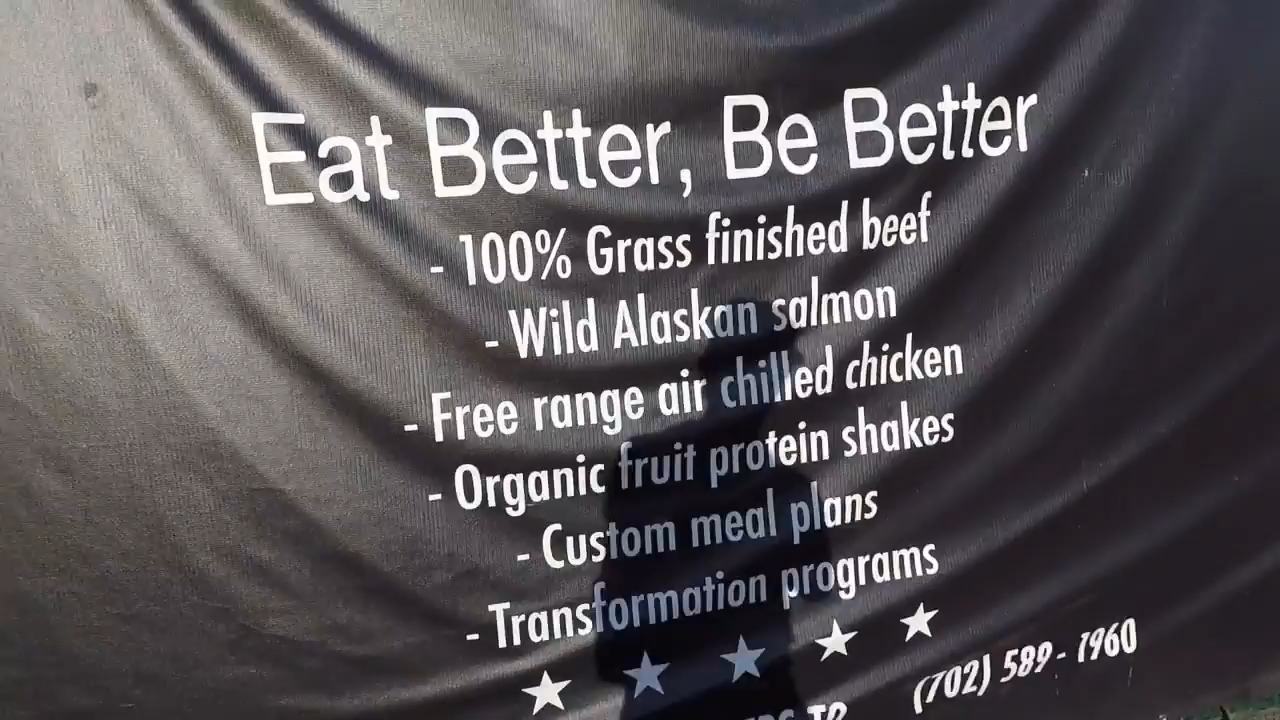 Eat Better, Be Better
- 100% Grass finished beef
- Wild Alaskan salmon
- Free range air chilled chicken
- Organic fruit protein shakes
- Custom meal plans
- Transformation programs
(702) 589-1960
TO